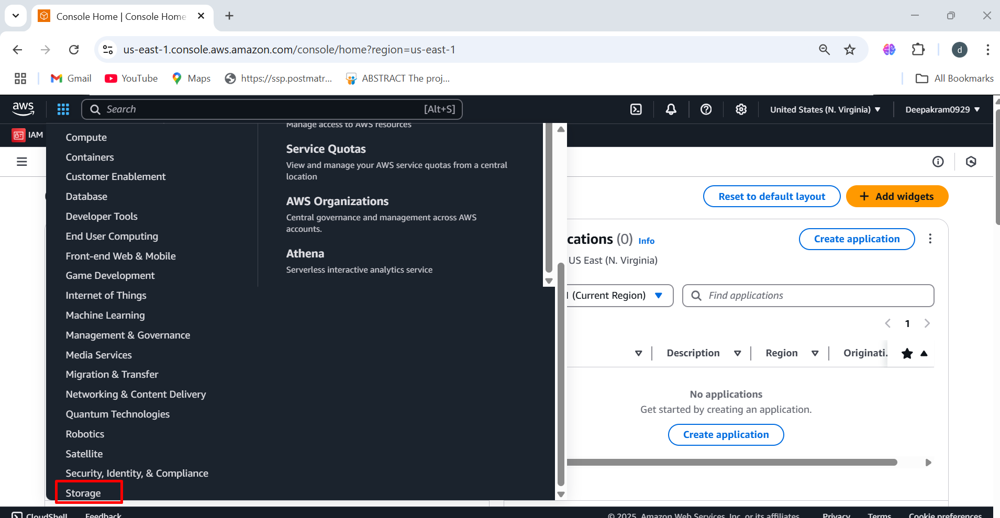 Console Home | Console Home
us-east-1.console.aws.amazon.com/console/home?region=us-east-1
d
Gmail
YouTube
Maps
https://ssp.postmatr...
ABSTRACT The proj...
All Bookmarks
aws
Search
[Alt+S]
United States (N. Virginia)
Deepakram0929
IAM
Compute
Containers
Customer Enablement
Database
Developer Tools
End User Computing
Front-end Web & Mobile
Game Development
Internet of Things
Machine Learning
Management & Governance
Media Services
Migration & Transfer
Networking & Content Delivery
Quantum Technologies
Robotics
Satellite
Security, Identity, & Compliance
Storage
Manage access to AWS resources
Service Quotas
View and manage your AWS service quotas from a central
location
AWS Organizations
Central governance and management across AWS
accounts.
Athena
Serverless interactive analytics service
Reset to default layout
+ Add widgets
cations (0) Info
US East (N. Virginia)
Create application
(Current Region)
Find applications
1
Description
Region
Originati.
No applications
Get started by creating an application.
Create application
CloudShell
Feedback
© 2025, Amazon Web Services, Inc. or its affiliates
Privacy
Terms
Cookie preferences